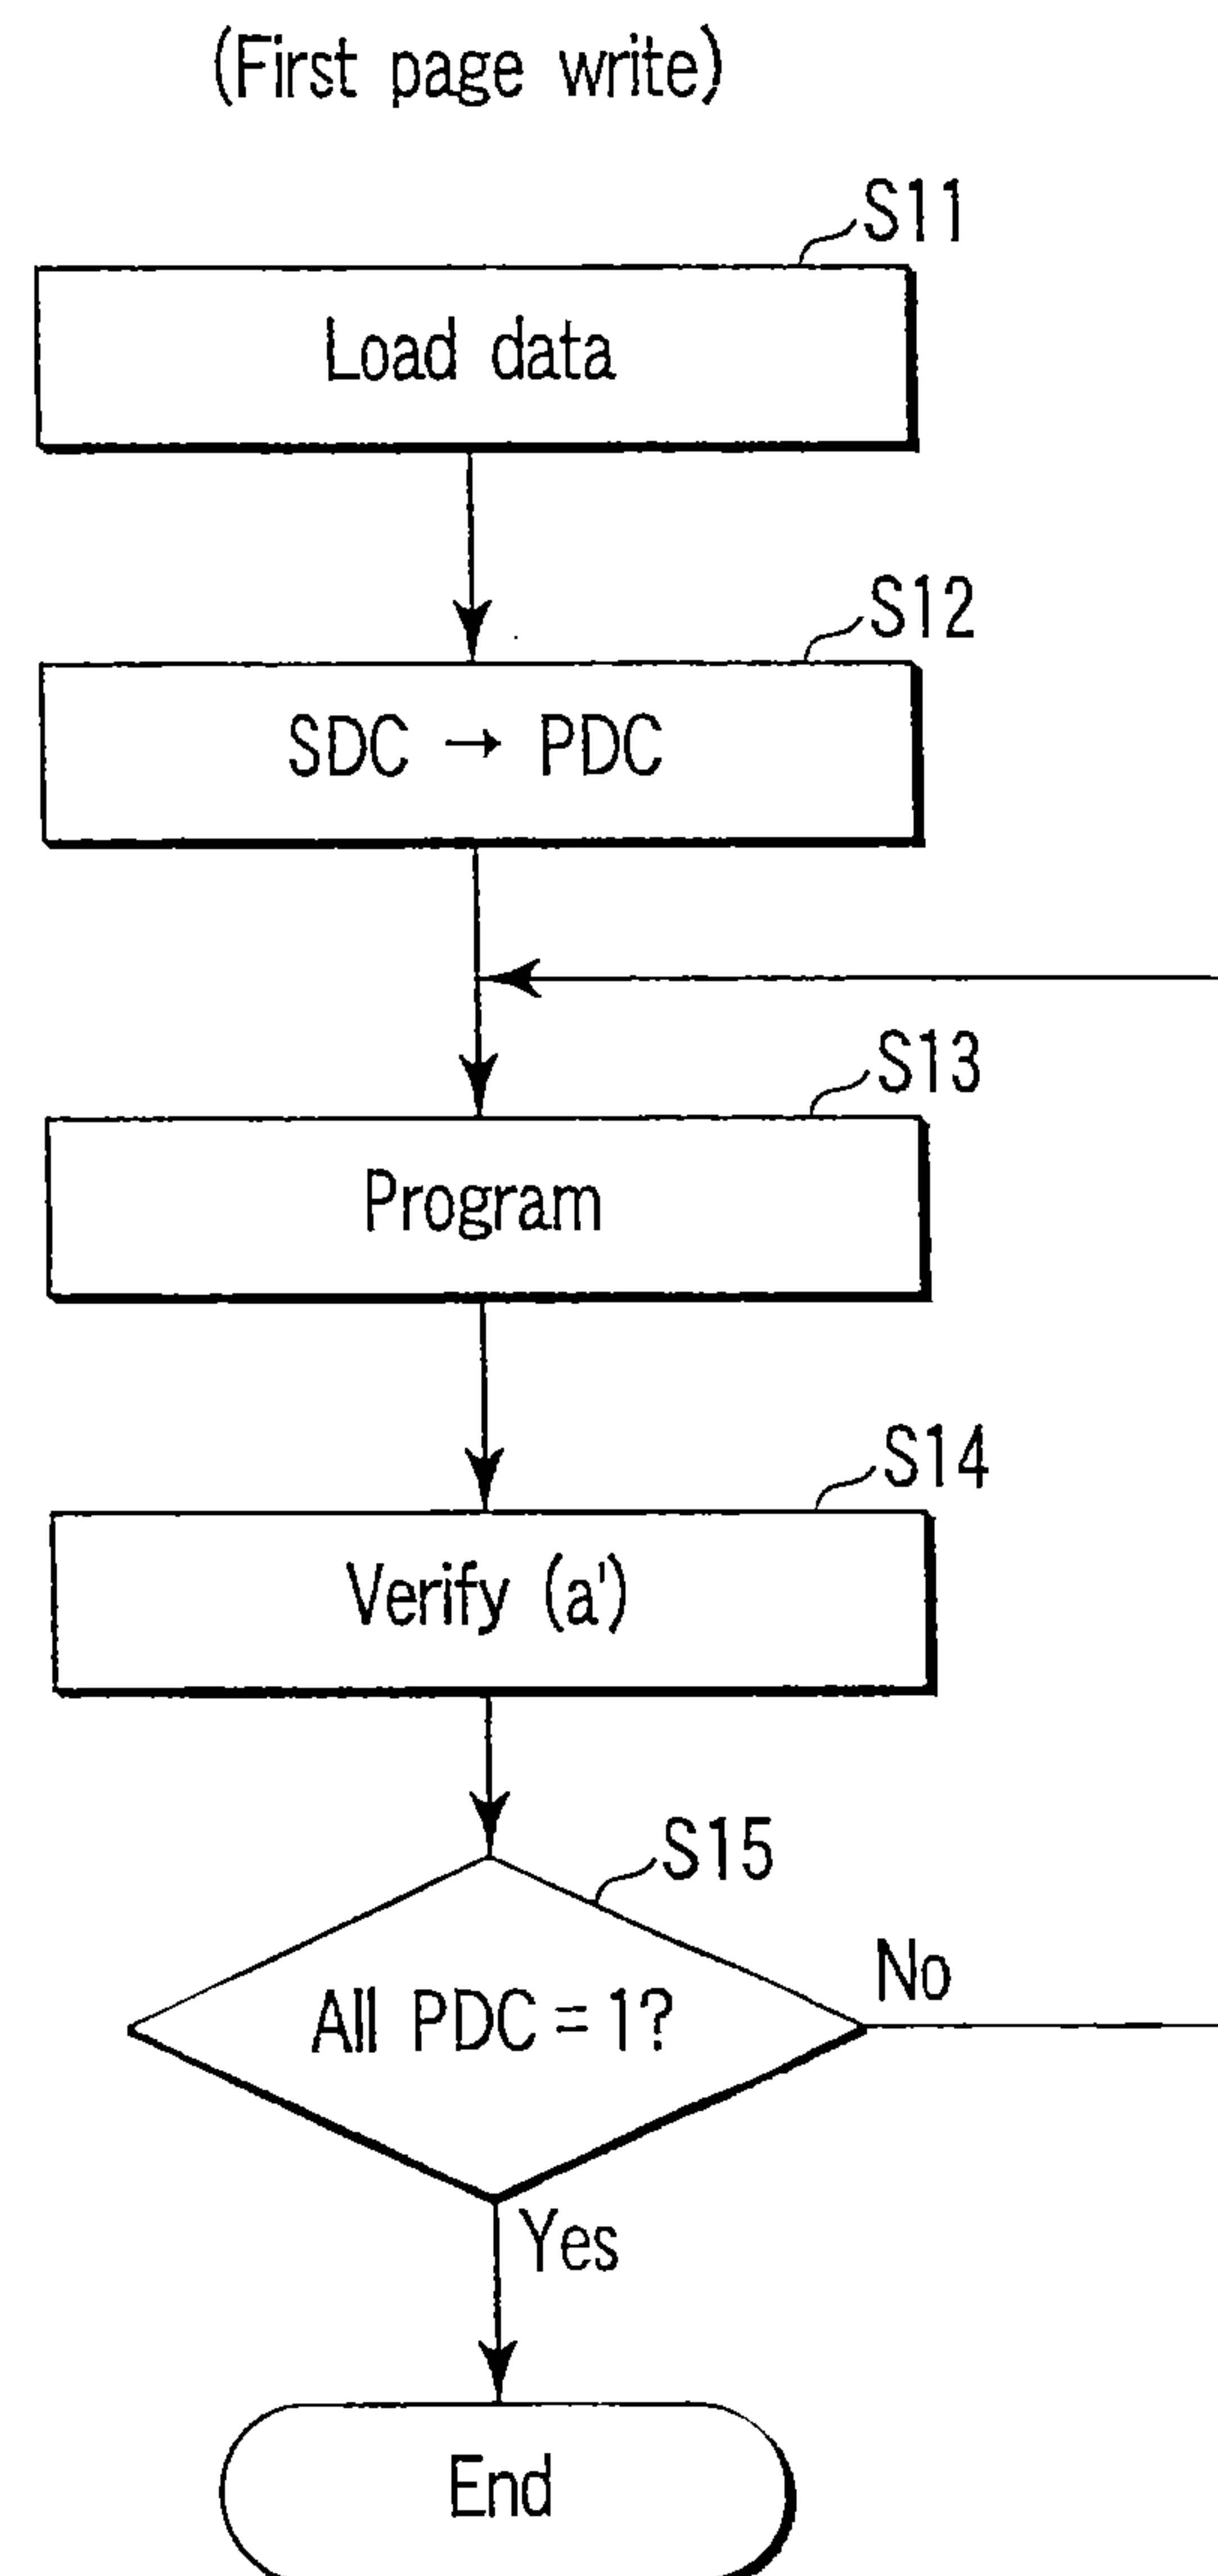 (First page write)
S11
Load data
S12
SDC → PDC
S13
Program
S14
Verify (a')
S15
All PDC = 1?
No
Yes
End